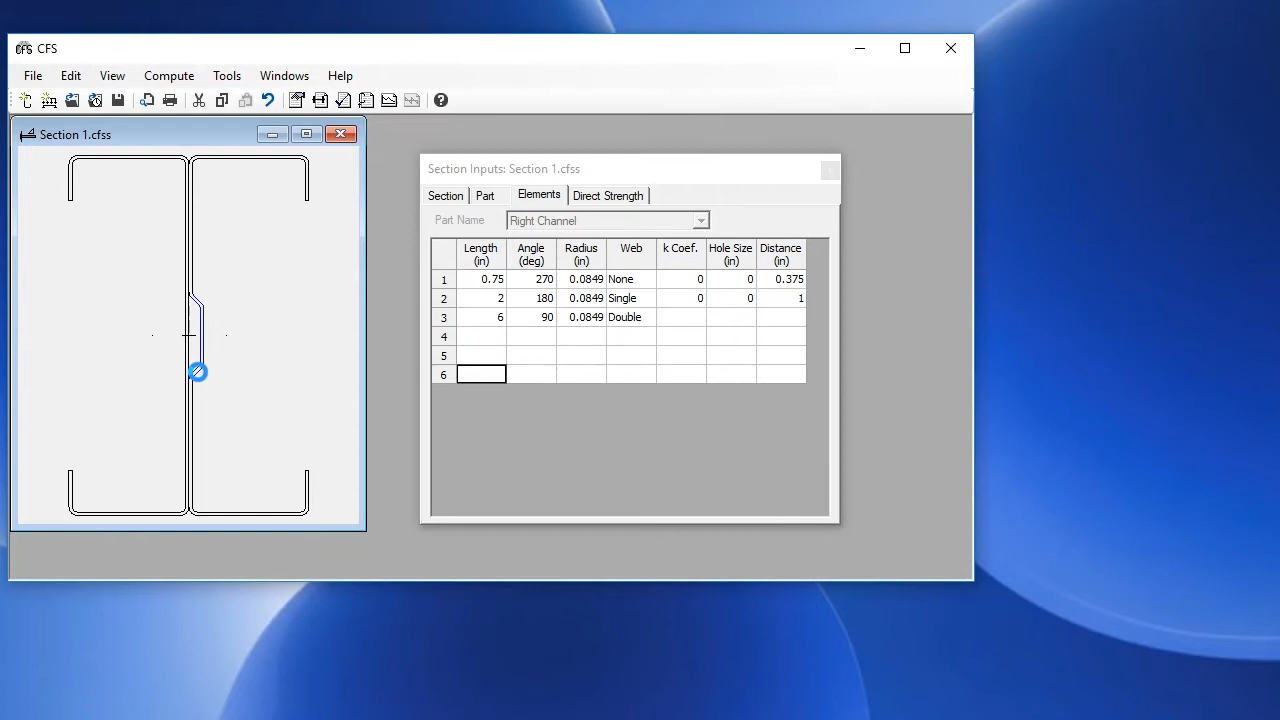 CFS CFS
File Edit View Compute Tools Windows Help
Section 1.cfss
Section Inputs: Section 1.cfss
Section Part Elements Direct Strength
Part Name Right Channel
Length (in) Angle (deg) Radius (in) Web k Coef. Hole Size (in) Distance (in)
1 0.75 270 0.0849 None 0 0 0.375
2 2 180 0.0849 Single 0 0 1
3 6 90 0.0849 Double
4
5
6